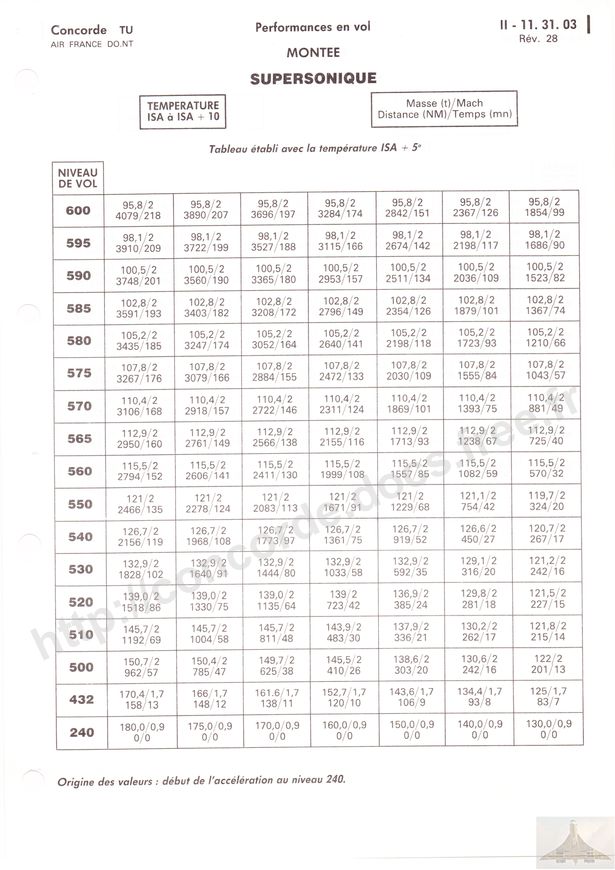 Concorde TU
AIR FRANCE DO.NT
Performances en vol
MONTEE
SUPERSONIQUE
II - 11. 31. 03
Rév. 28
TEMPERATURE
ISA à ISA + 10
Masse (t)/Mach
Distance (NM)/Temps (mn)
Tableau établi avec la température ISA + 5°
NIVEAU
DE VOL
600 95,8/2 95,8/2 95,8/2 95,8/2 95,8/2 95,8/2 95,8/2
4079/218 3890/207 3696/197 3284/174 2842/151 2367/126 1854/99
595 98,1/2 98,1/2 98,1/2 98,1/2 98,1/2 98,1/2 98,1/2
3910/209 3722/199 3527/188 3115/166 2674/142 2198/117 1686/90
590 100,5/2 100,5/2 100,5/2 100,5/2 100,5/2 100,5/2 100,5/2
3748/201 3560/190 3365/180 2953/157 2511/134 2036/109 1523/82
585 102,8/2 102,8/2 102,8/2 102,8/2 102,8/2 102,8/2 102,8/2
3591/193 3403/182 3208/172 2796/149 2354/126 1879/101 1367/74
580 105,2/2 105,2/2 105,2/2 105,2/2 105,2/2 105,2/2 105,2/2
3435/185 3247/174 3052/164 2640/141 2198/118 1723/93 1210/66
575 107,8/2 107,8/2 107,8/2 107,8/2 107,8/2 107,8/2 107,8/2
3267/176 3079/166 2884/155 2472/133 2030/109 1555/84 1043/57
570 110,4/2 110,4/2 110,4/2 110,4/2 110,4/2 110,4/2 110,4/2
3106/168 2918/157 2722/146 2311/124 1869/101 1393/75 881/49
565 112,9/2 112,9/2 112,9/2 112,9/2 112,9/2 112,9/2 112,9/2
2950/160 2761/149 2566/138 2155/116 1713/93 1238/67 725/40
560 115,5/2 115,5/2 115,5/2 115,5/2 115,5/2 115,5/2 115,5/2
2794/152 2606/141 2411/130 1999/108 1557/85 1082/59 570/32
550 121/2 121/2 121/2 121/2 121/2 121,1/2 119,7/2
2466/135 2278/124 2083/113 1671/91 1229/68 754/42 324/20
540 126,7/2 126,7/2 126,7/2 126,7/2 126,7/2 126,6/2 120,7/2
2156/119 1968/108 1773/97 1361/75 919/52 450/27 267/17
530 132,9/2 132,9/2 132,9/2 132,9/2 132,9/2 129,1/2 121,2/2
1828/102 1640/91 1444/80 1033/58 592/35 316/20 242/16
520 139,0/2 139,0/2 139,0/2 139/2 136,9/2 129,8/2 121,5/2
1518/86 1330/75 1135/64 723/42 385/24 281/18 227/15
510 145,7/2 145,7/2 145,7/2 143,9/2 137,9/2 130,2/2 121,8/2
1192/69 1004/58 811/48 483/30 336/21 262/17 215/14
500 150,7/2 150,4/2 149,7/2 145,5/2 138,6/2 130,6/2 122/2
962/57 785/47 625/38 410/26 303/20 242/16 201/13
432 170,4/1,7 166/1,7 161.6/1,7 152,7/1,7 143,6/1,7 134,4/1,7 125/1,7
158/13 148/12 138/11 120/10 106/9 93/8 83/7
240 180,0/0,9 175,0/0,9 170,0/0,9 160,0/0,9 150,0/0,9 140,0/0,9 130,0/0,9
0/0 0/0 0/0 0/0 0/0 0/0 0/0
Origine des valeurs : début de l'accélération au niveau 240.
http://concorde.docs.free.fr